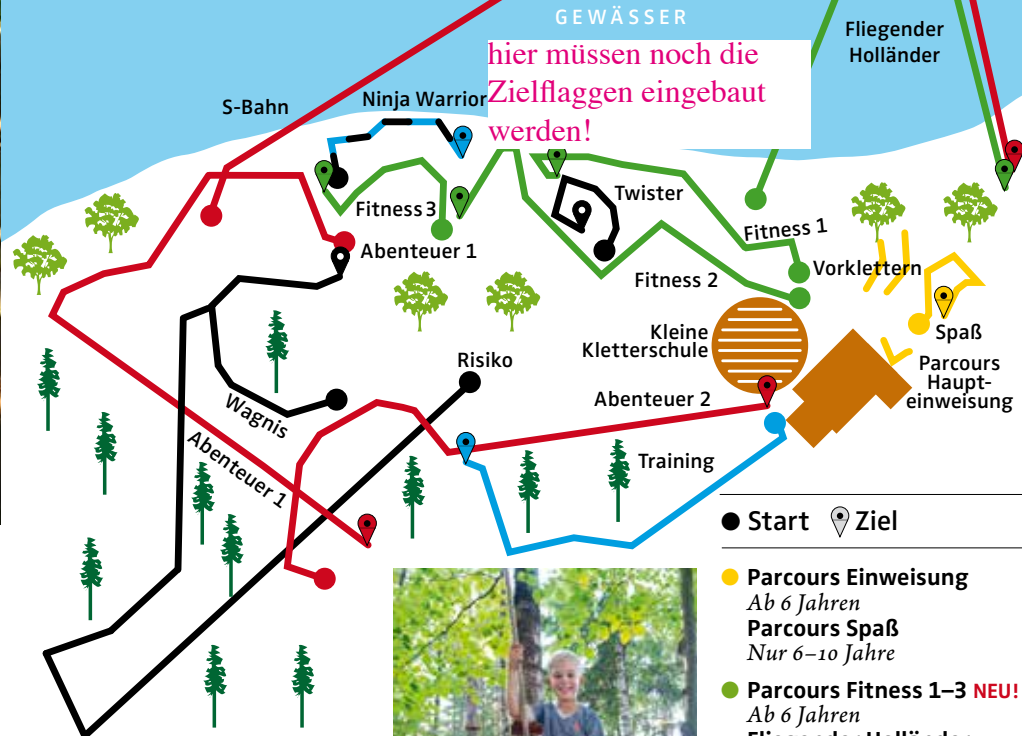 GEWÄSSER
Fliegender
Holländer
hier müssen noch die
Zielflaggen eingebaut
werden!
S-Bahn
Ninja Warrior
Twister
Fitness 3
Fitness 1
Abenteuer 1
Vorklettern
Fitness 2
Kleine
Kletterschule
Spaß
Parcours
Haupt-
einweisung
Risiko
Wagnis
Abenteuer 2
Abenteuer 1
Training
Start Ziel
Parcours Einweisung
Ab 6 Jahren
Parcours Spaß
Nur 6–10 Jahre
Parcours Fitness 1–3 NEU!
Ab 6 Jahren
Fliegender Holländer